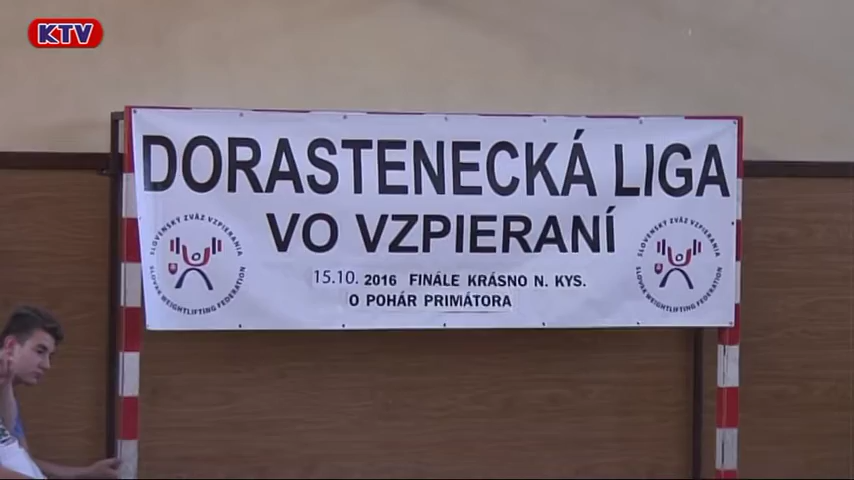 KTV
DORASTENECKÁ LIGA
VO VZPIERANÍ
15.10. 2016 FINÁLE KRÁSNO N. KYS.
O POHÁR PRIMÁTORA
SLOVENSKÝ ZVÄZ VZPIERANIA
SLOVAK WEIGHTLIFTING FEDERATION
SLOVENSKÝ ZVÄZ VZPIERANIA
SLOVAK WEIGHTLIFTING FEDERATION